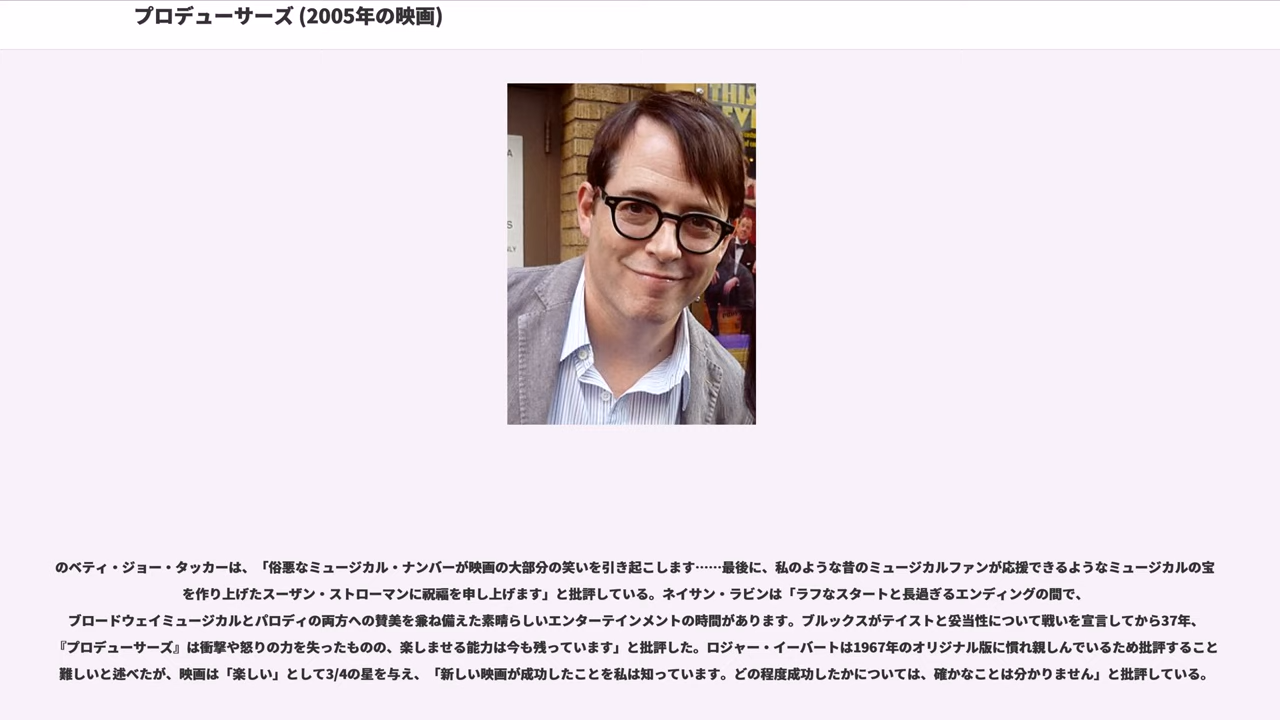 プロデューサーズ (2005年の映画)
THIS
EV
A
S
NLY
のベティ・ジョー・タッカーは、「俗悪なミュージカル・ナンバーが映画の大部分の笑いを引き起こします……最後に、私のような昔のミュージカルファンが応援できるようなミュージカルの宝
を作り上げたスーザン・ストローマンに祝福を申し上げます」と批評している。ネイサン・ラビンは「ラフなスタートと長過ぎるエンディングの間で、
ブロードウェイミュージカルとパロディの両方への賛美を兼ね備えた素晴らしいエンターテインメントの時間があります。ブルックスがテイストと妥当性について戦いを宣言してから37年、
『プロデューサーズ』は衝撃や怒りの力を失ったものの、楽しませる能力は今も残っています」と批評した。ロジャー・イーバートは1967年のオリジナル版に慣れ親しんでいるため批評すること
難しいと述べたが、映画は「楽しい」として3/4の星を与え、「新しい映画が成功したことを私は知っています。どの程度成功したかについては、確かなことは分かりません」と批評している。